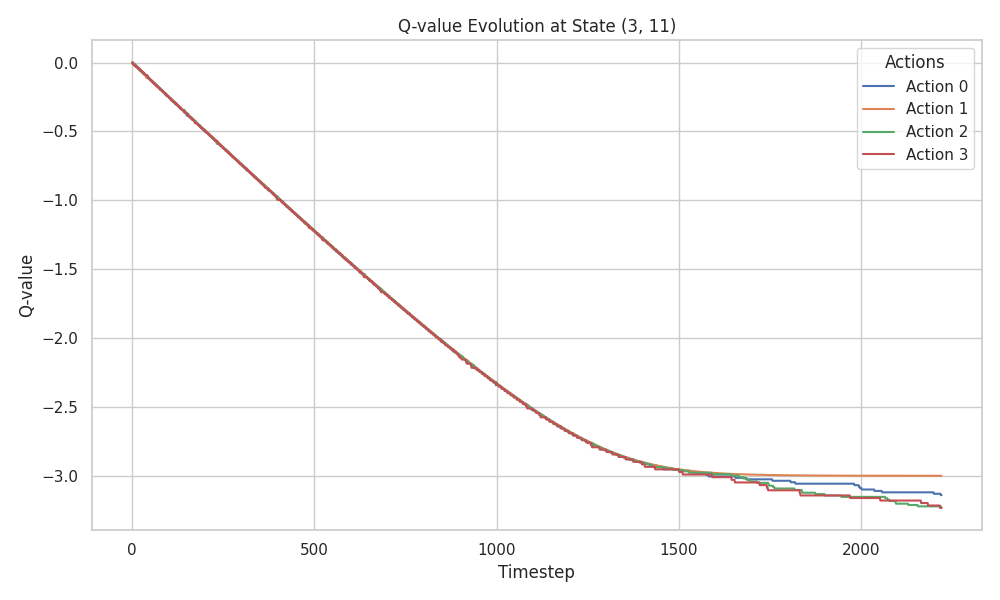 Q-value Evolution at State (3, 11)
Actions
Action 0
Action 1
Action 2
Action 3
Q-value
0.0
−0.5
−1.0
−1.5
−2.0
−2.5
−3.0
0 500 1000 1500 2000
Timestep